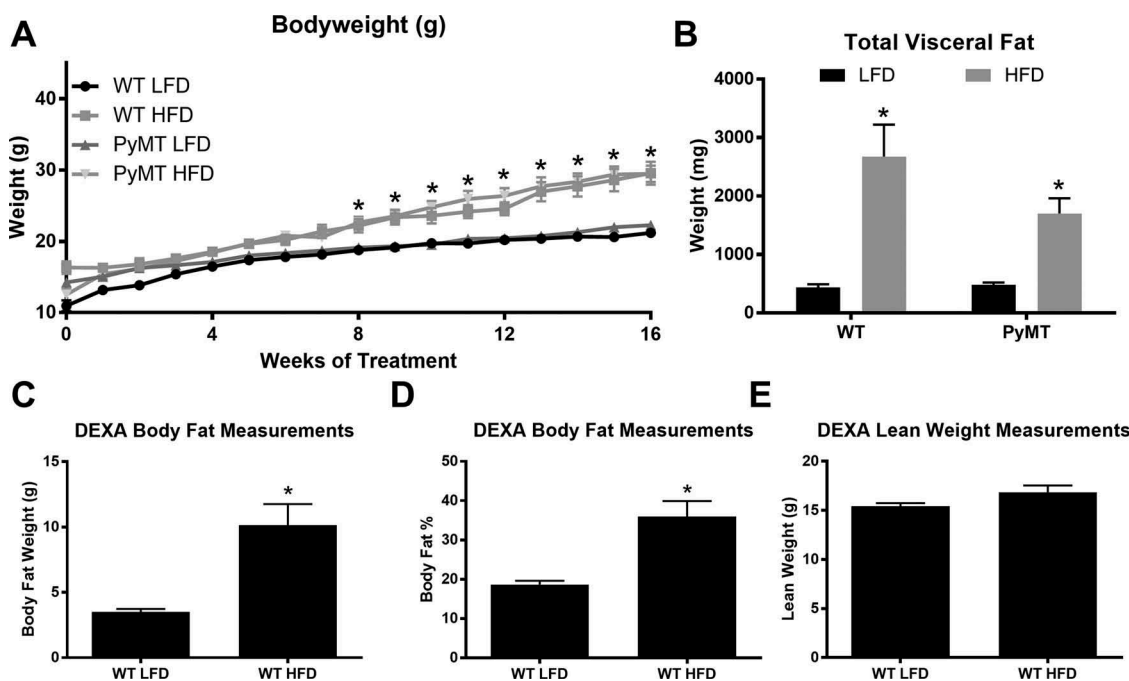 A
Bodyweight (g)
WT LFD
WT HFD
PyMT LFD
PyMT HFD
Weight (g)
40
30
20
10
* * * * * * * * *
0 4 8 12 16
Weeks of Treatment
B
Total Visceral Fat
LFD HFD
Weight (mg)
4000
3000
2000
1000
0
* *
WT PyMT
C
DEXA Body Fat Measurements
Body Fat Weight (g)
15
10
5
0
*
WT LFD WT HFD
D
DEXA Body Fat Measurements
Body Fat %
50
40
30
20
10
0
*
WT LFD WT HFD
E
DEXA Lean Weight Measurements
Lean Weight (g)
20
15
10
5
0
WT LFD WT HFD